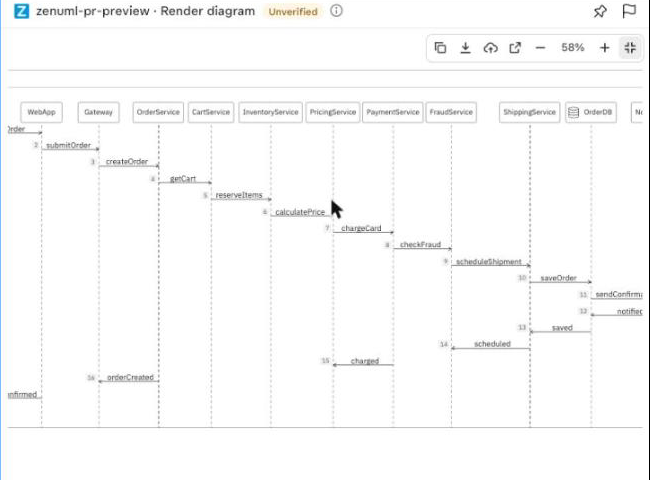 zenuml-pr-preview · Render diagram Unverified
58%
WebApp Gateway OrderService CartService InventoryService PricingService PaymentService FraudService ShippingService OrderDB
2 submitOrder
3 createOrder
4 getCart
5 reserveItems
6 calculatePrice
7 chargeCard
8 checkFraud
9 scheduleShipment
10 saveOrder
11 sendConfirm
12 notified
13 saved
14 scheduled
15 charged
16 orderCreated
nfirmed